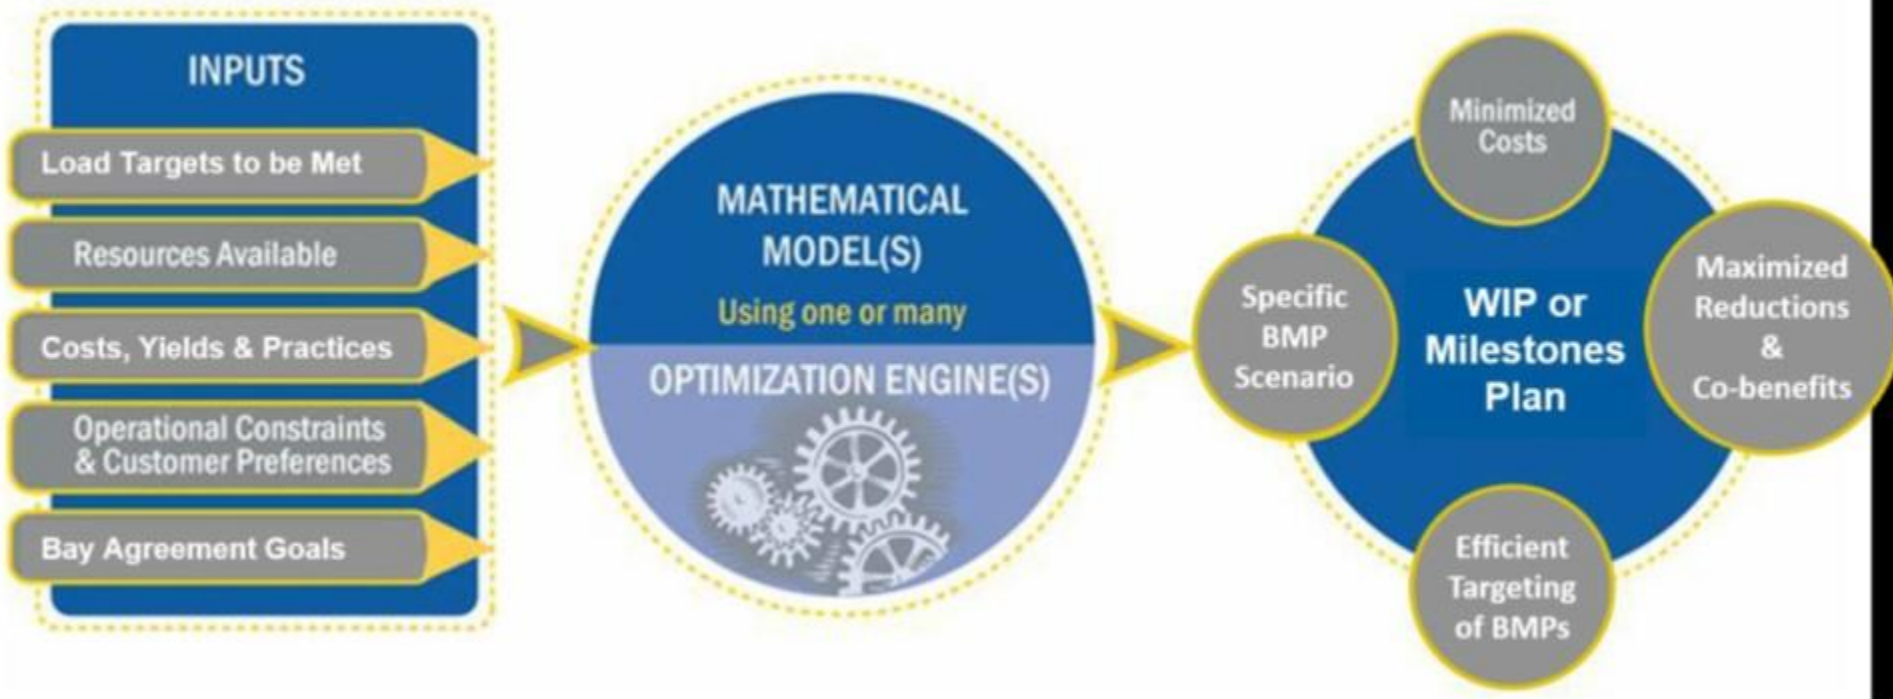 INPUTS
Load Targets to be Met
Resources Available
Costs, Yields & Practices
Operational Constraints
& Customer Preferences
Bay Agreement Goals
MATHEMATICAL
MODEL(S)
Using one or many
OPTIMIZATION ENGINE(S)
Minimized
Costs
Specific
BMP
Scenario
WIP or
Milestones
Plan
Maximized
Reductions
&
Co-benefits
Efficient
Targeting
of BMPs